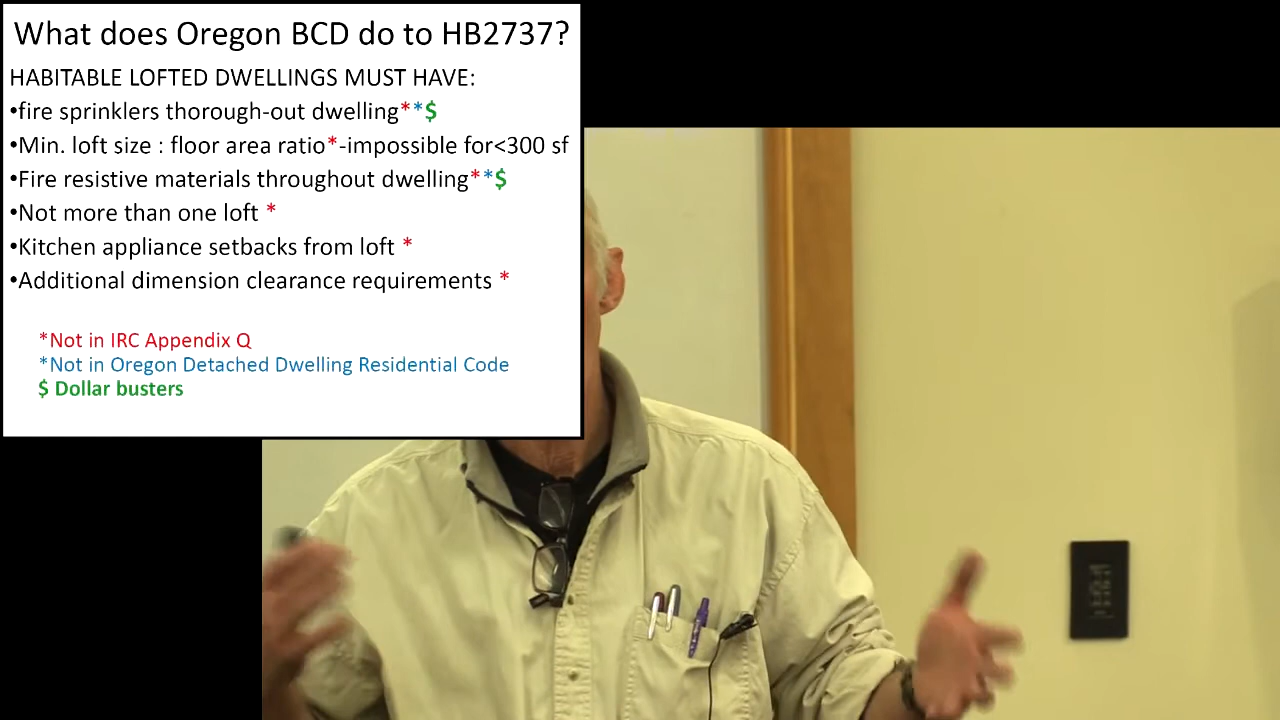 What does Oregon BCD do to HB2737?
HABITABLE LOFTED DWELLINGS MUST HAVE:
•fire sprinklers thorough-out dwelling**$
•Min. loft size : floor area ratio*-impossible for<300 sf
•Fire resistive materials throughout dwelling**$
•Not more than one loft *
•Kitchen appliance setbacks from loft *
•Additional dimension clearance requirements *
*Not in IRC Appendix Q
*Not in Oregon Detached Dwelling Residential Code
$ Dollar busters